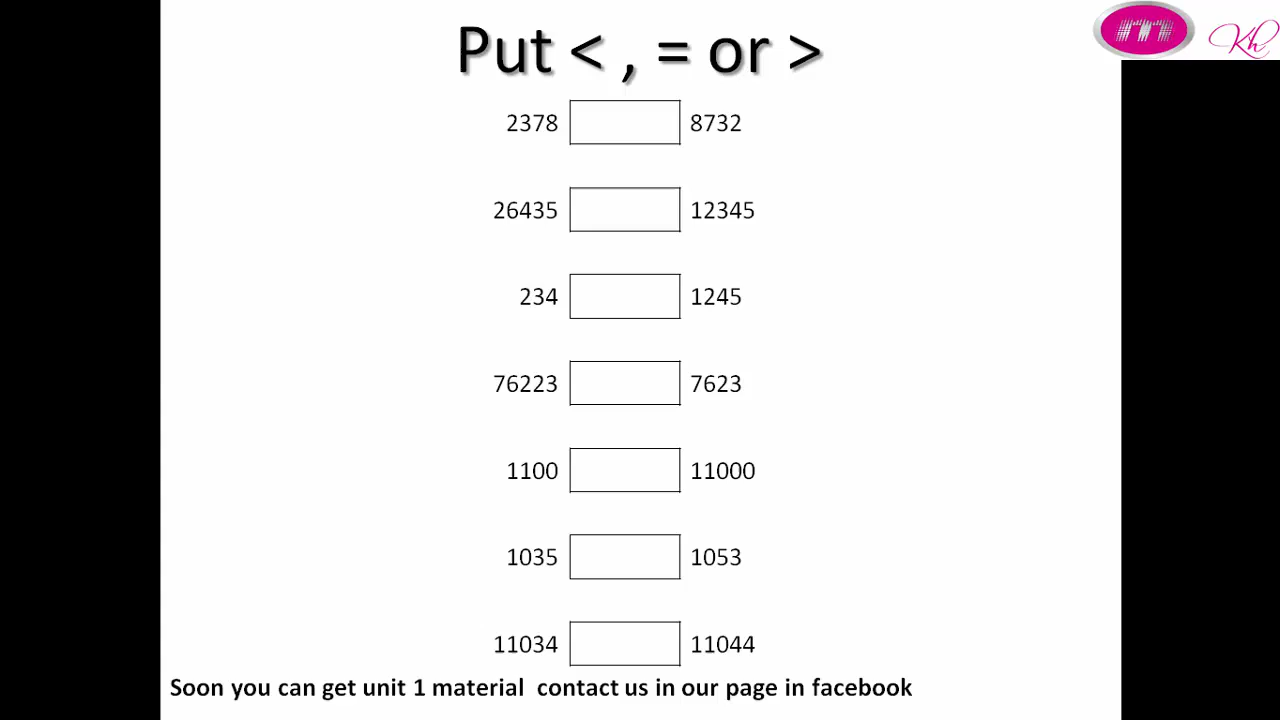 Put < , = or >
2378 8732
26435 12345
234 1245
76223 7623
1100 11000
1035 1053
11034 11044
Soon you can get unit 1 material contact us in our page in facebook
m
Kh